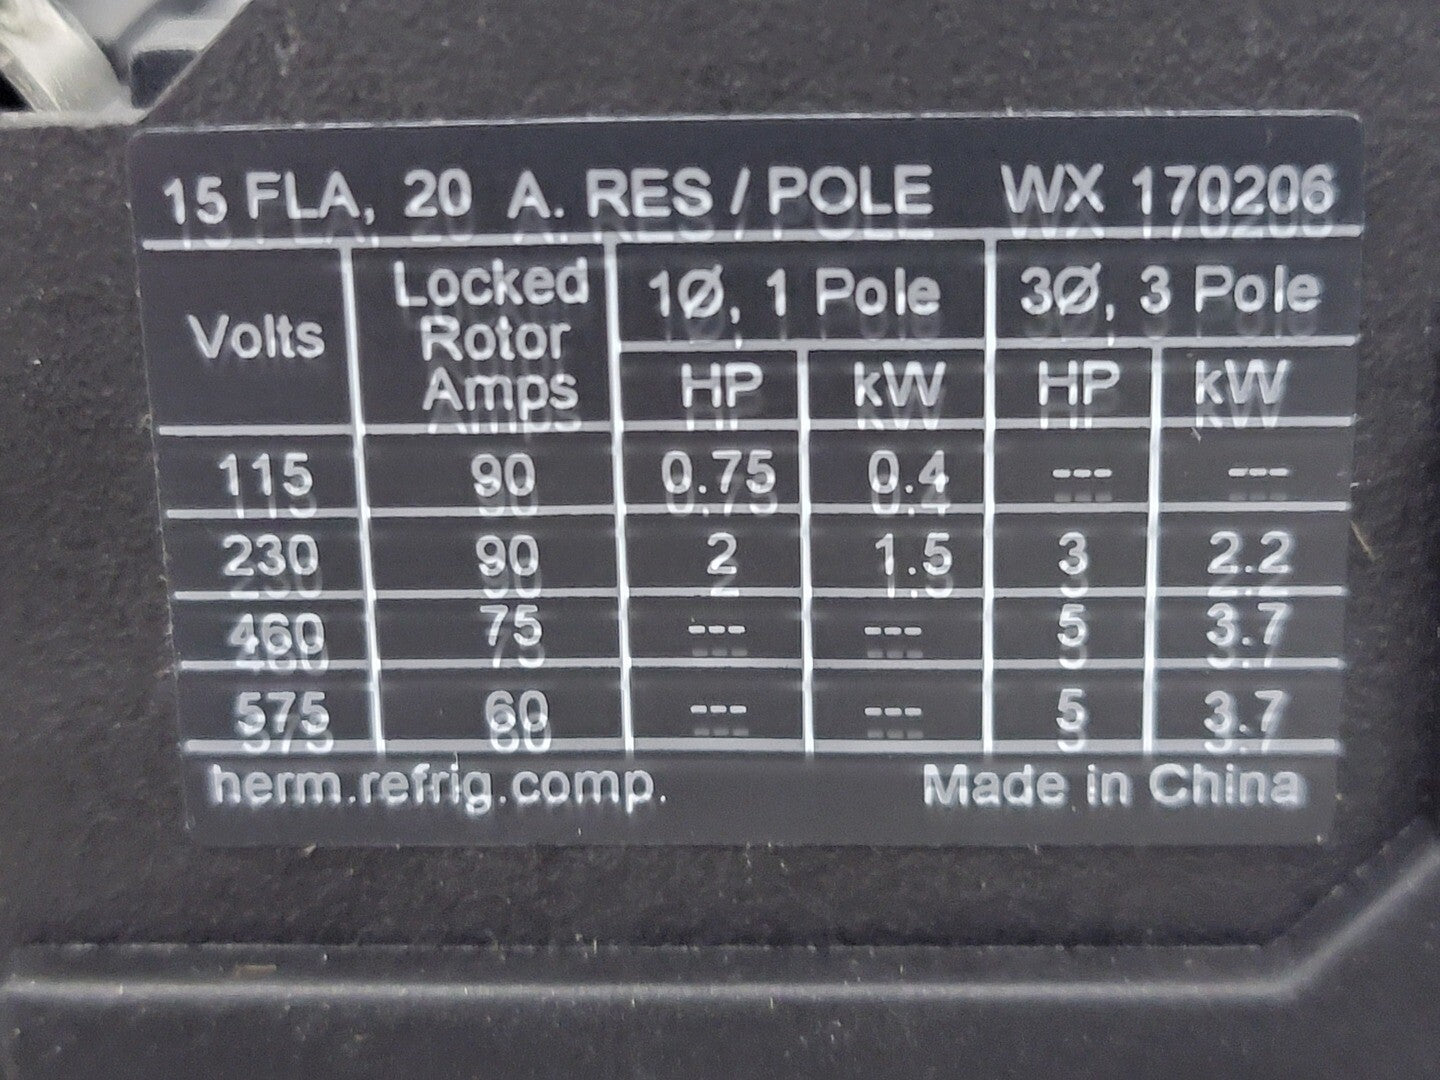 15 FLA, 20 A. RES / POLE WX 170206
Volts Locked Rotor Amps 1Ø, 1 Pole 3Ø, 3 Pole
HP kW HP kW
115 90 0.75 0.4 --- ---
230 90 2 1.5 3 2.2
460 75 --- --- 5 3.7
575 60 --- --- 5 3.7
herm.refrig.comp. Made in China